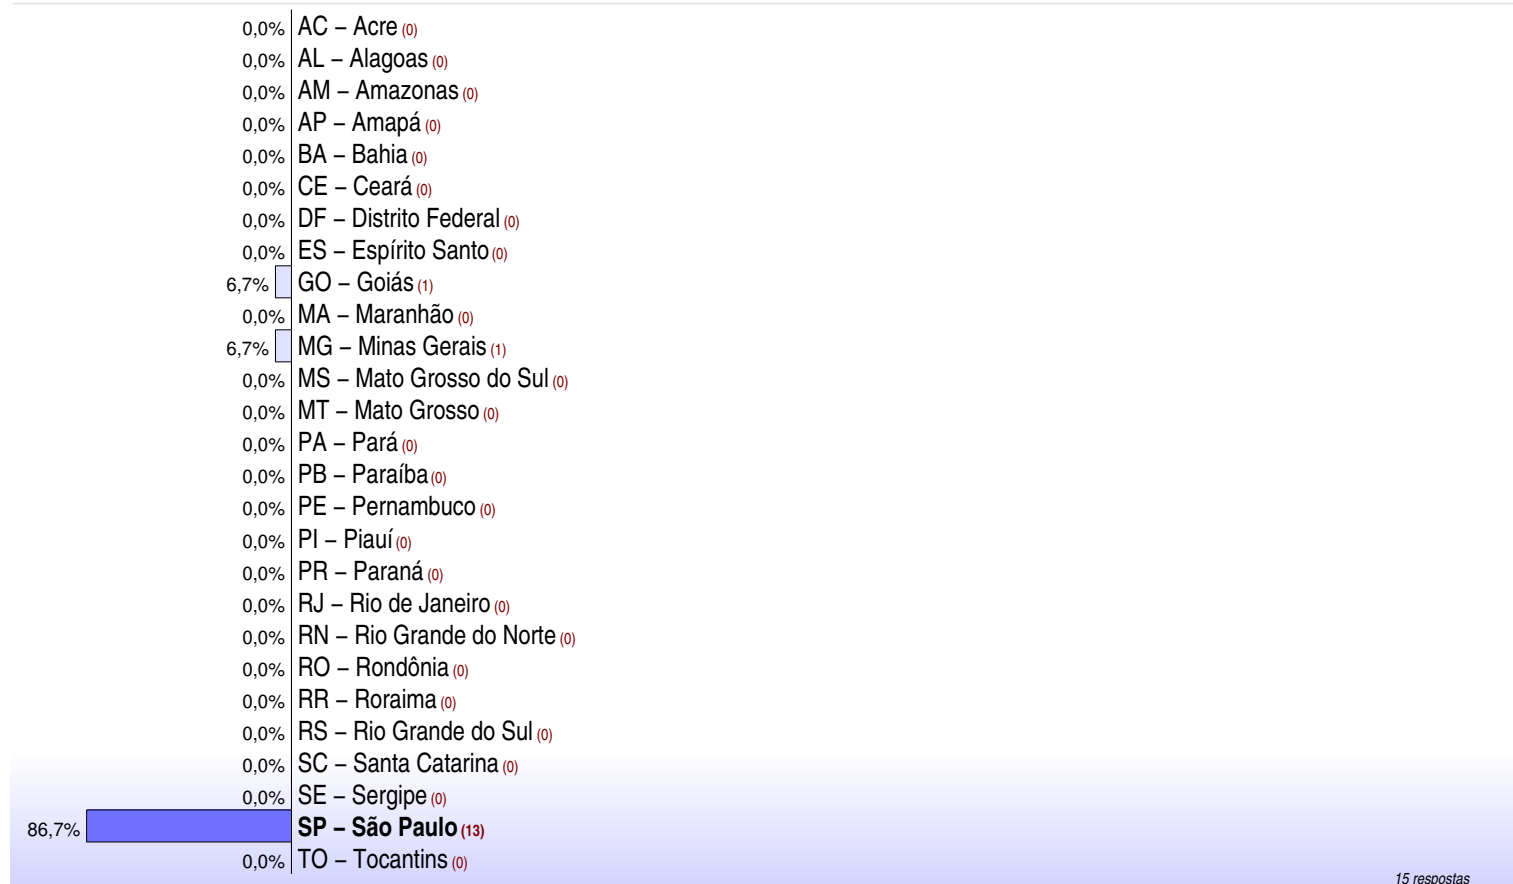 0,0% AC – Acre (0)
0,0% AL – Alagoas (0)
0,0% AM – Amazonas (0)
0,0% AP – Amapá (0)
0,0% BA – Bahia (0)
0,0% CE – Ceará (0)
0,0% DF – Distrito Federal (0)
0,0% ES – Espírito Santo (0)
6,7% GO – Goiás (1)
0,0% MA – Maranhão (0)
6,7% MG – Minas Gerais (1)
0,0% MS – Mato Grosso do Sul (0)
0,0% MT – Mato Grosso (0)
0,0% PA – Pará (0)
0,0% PB – Paraíba (0)
0,0% PE – Pernambuco (0)
0,0% PI – Piauí (0)
0,0% PR – Paraná (0)
0,0% RJ – Rio de Janeiro (0)
0,0% RN – Rio Grande do Norte (0)
0,0% RO – Rondônia (0)
0,0% RR – Roraima (0)
0,0% RS – Rio Grande do Sul (0)
0,0% SC – Santa Catarina (0)
0,0% SE – Sergipe (0)
86,7% SP – São Paulo (13)
0,0% TO – Tocantins (0)
15 respostas